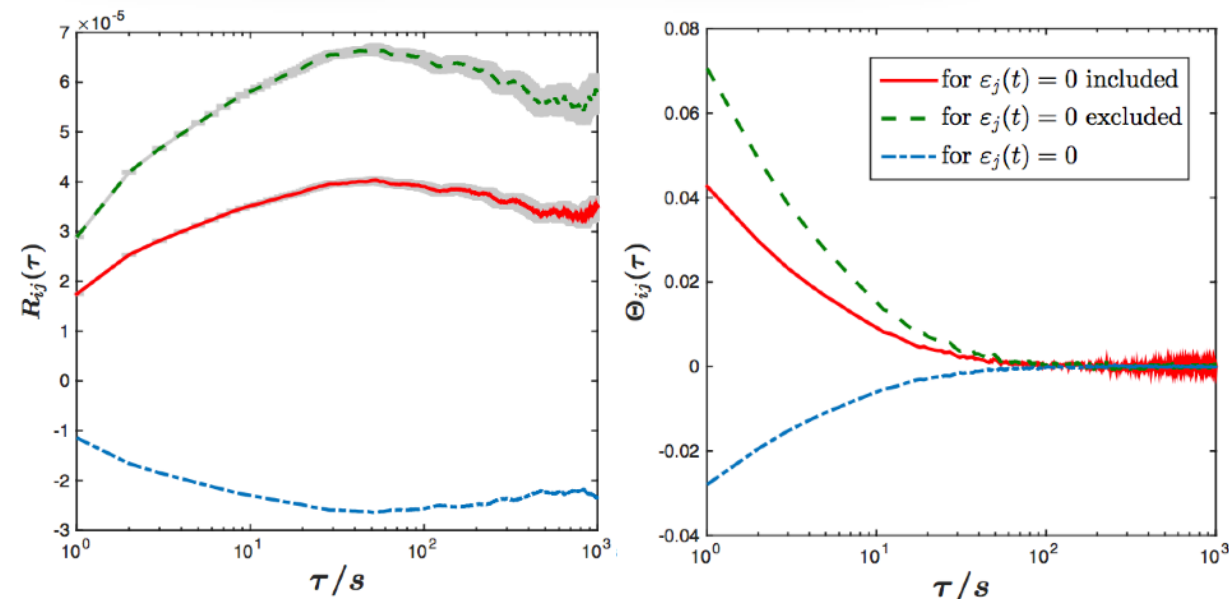 ×10⁻⁵
7
6
5
4
3
2
1
0
-1
-2
-3
R_ij(τ)
10⁰ 10¹ 10² 10³
τ/s
0.08
0.06
0.04
0.02
0
-0.02
-0.04
Θ_ij(τ)
for ε_j(t) = 0 included
for ε_j(t) = 0 excluded
for ε_j(t) = 0
10⁰ 10¹ 10² 10³
τ/s